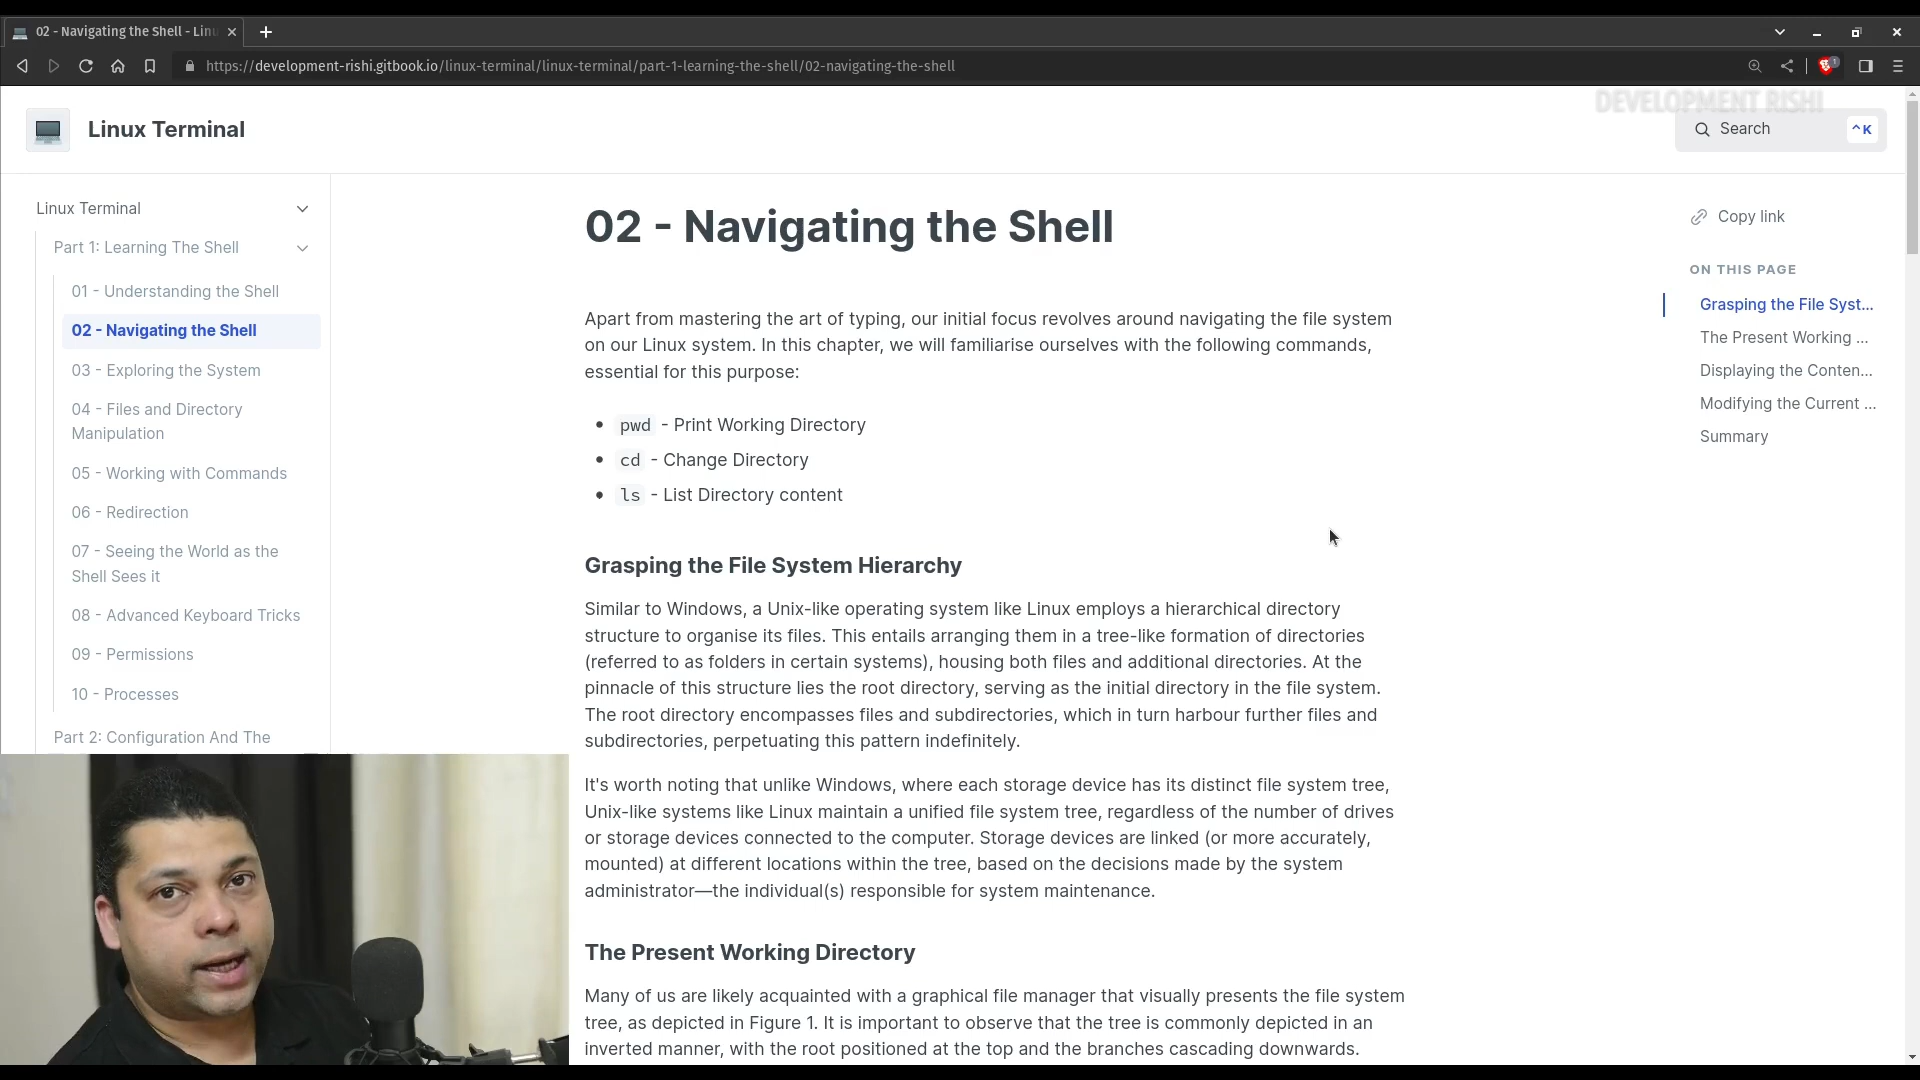 02 - Navigating the Shell - Linu
https://development-rishi.gitbook.io/linux-terminal/linux-terminal/part-1-learning-the-shell/02-navigating-the-shell
1
DEVELOPMENT RISHI
Linux Terminal
Search
^K
Linux Terminal
Part 1: Learning The Shell
01 - Understanding the Shell
02 - Navigating the Shell
03 - Exploring the System
04 - Files and Directory
Manipulation
05 - Working with Commands
06 - Redirection
07 - Seeing the World as the
Shell Sees it
08 - Advanced Keyboard Tricks
09 - Permissions
10 - Processes
Part 2: Configuration And The
02 - Navigating the Shell
Apart from mastering the art of typing, our initial focus revolves around navigating the file system
on our Linux system. In this chapter, we will familiarise ourselves with the following commands,
essential for this purpose:
• pwd - Print Working Directory
• cd - Change Directory
• ls - List Directory content
Grasping the File System Hierarchy
Similar to Windows, a Unix-like operating system like Linux employs a hierarchical directory
structure to organise its files. This entails arranging them in a tree-like formation of directories
(referred to as folders in certain systems), housing both files and additional directories. At the
pinnacle of this structure lies the root directory, serving as the initial directory in the file system.
The root directory encompasses files and subdirectories, which in turn harbour further files and
subdirectories, perpetuating this pattern indefinitely.
It's worth noting that unlike Windows, where each storage device has its distinct file system tree,
Unix-like systems like Linux maintain a unified file system tree, regardless of the number of drives
or storage devices connected to the computer. Storage devices are linked (or more accurately,
mounted) at different locations within the tree, based on the decisions made by the system
administrator—the individual(s) responsible for system maintenance.
The Present Working Directory
Many of us are likely acquainted with a graphical file manager that visually presents the file system
tree, as depicted in Figure 1. It is important to observe that the tree is commonly depicted in an
inverted manner, with the root positioned at the top and the branches cascading downwards.
Copy link
ON THIS PAGE
Grasping the File Syst...
The Present Working ...
Displaying the Conten...
Modifying the Current ...
Summary